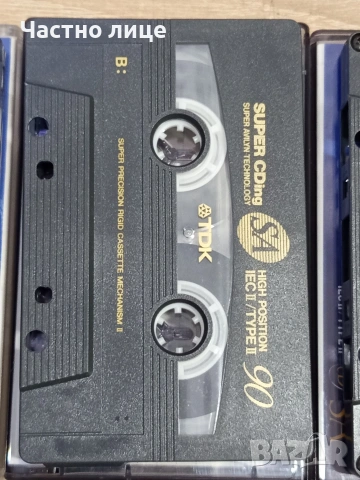 Частно лице
B:
SUPER PRECISION RIGID CASSETTE MECHANISM II
TDK
SUPER CDing
SUPER AVILYN TECHNOLOGY
SA
HIGH POSITION
IEC II / TYPE II
90
BAZAR